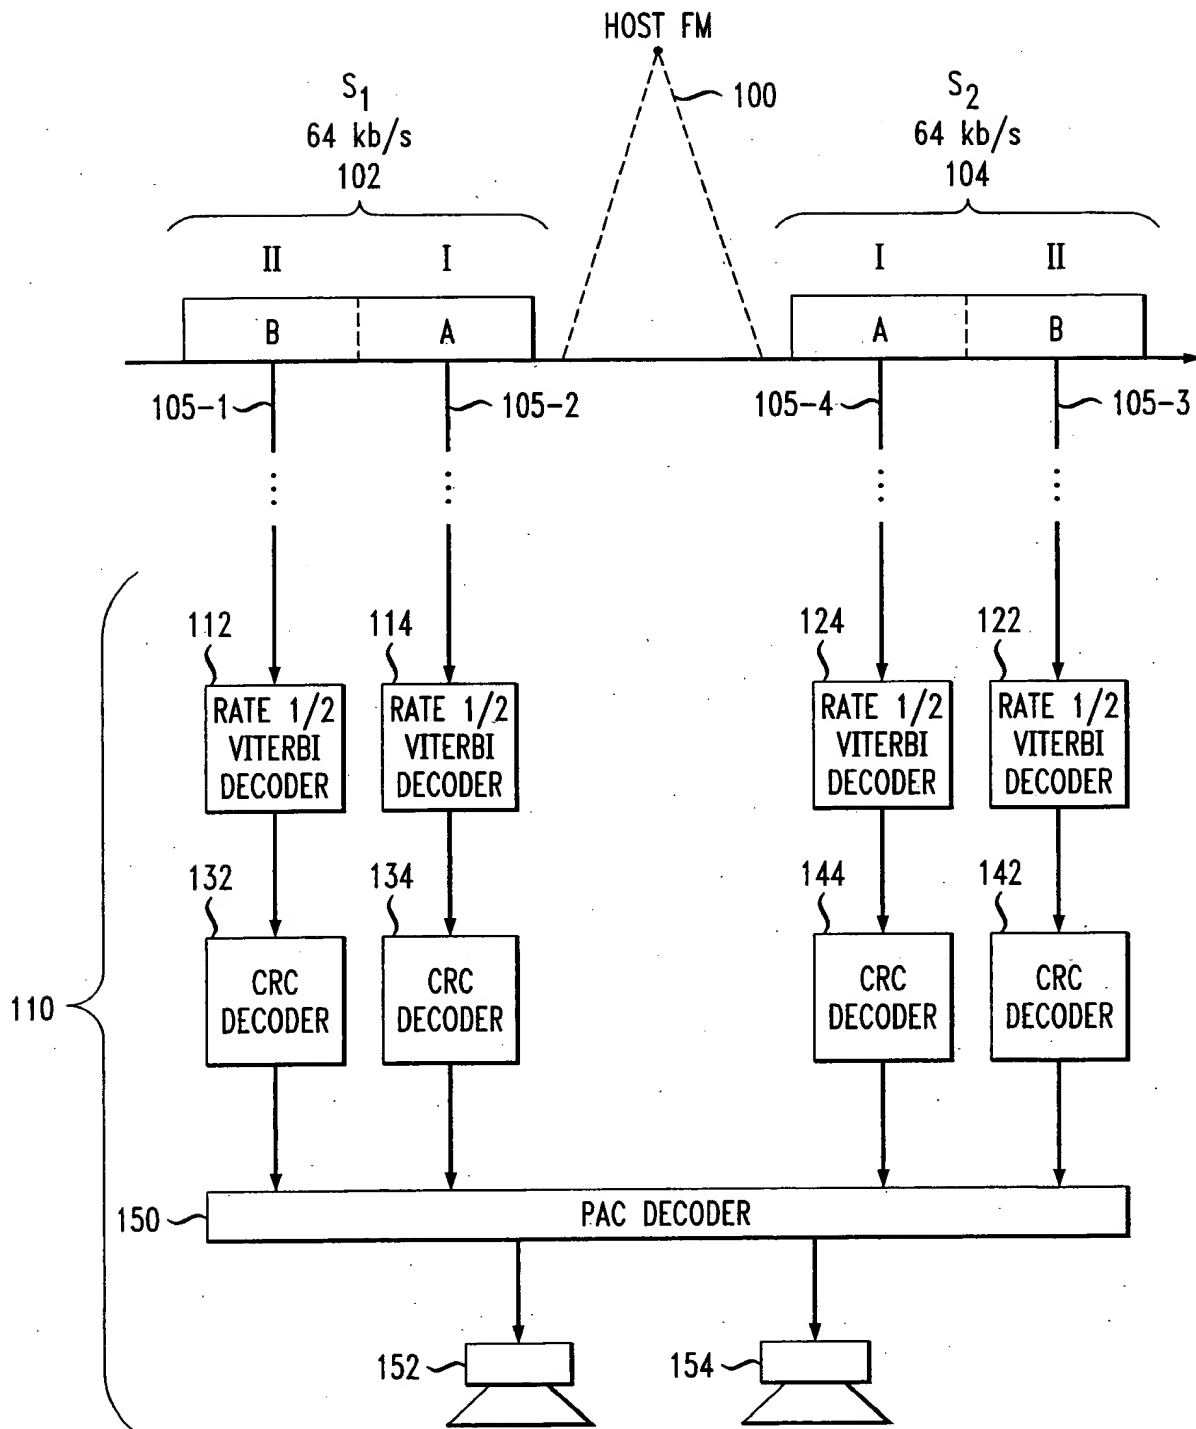 HOST FM
100
S1
64 kb/s
102
S2
64 kb/s
104
II I
I II
B A
A B
105-1 105-2 105-4 105-3
112 114 124 122
RATE 1/2
VITERBI
DECODER
RATE 1/2
VITERBI
DECODER
RATE 1/2
VITERBI
DECODER
RATE 1/2
VITERBI
DECODER
132 134 144 142
CRC
DECODER
CRC
DECODER
CRC
DECODER
CRC
DECODER
110
150
PAC DECODER
152
154